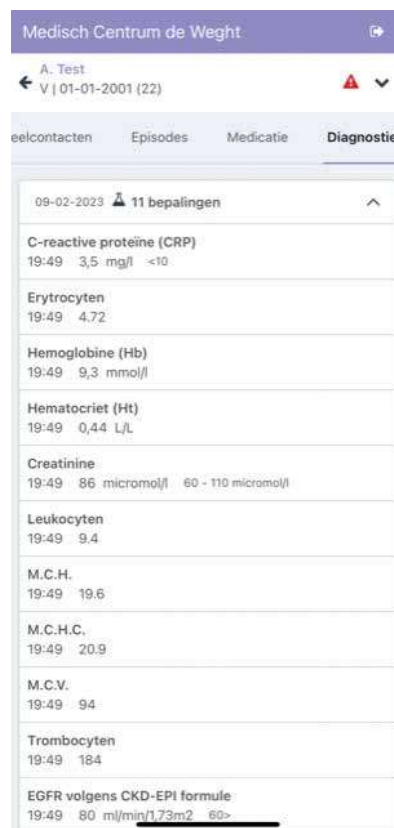 Medisch Centrum de Weght
A. Test
V | 01-01-2001 (22)
eelcontacten Episodes Medicatie Diagnostie
09-02-2023 11 bepalingen
C-reactive proteïne (CRP)
19:49 3,5 mg/l <10
Erytrocyten
19:49 4.72
Hemoglobine (Hb)
19:49 9,3 mmol/l
Hematocriet (Ht)
19:49 0,44 L/L
Creatinine
19:49 86 micromol/l 60 - 110 micromol/l
Leukocyten
19:49 9.4
M.C.H.
19:49 19.6
M.C.H.C.
19:49 20.9
M.C.V.
19:49 94
Trombocyten
19:49 184
EGFR volgens CKD-EPI formule
19:49 80 ml/min/1,73m2 60>